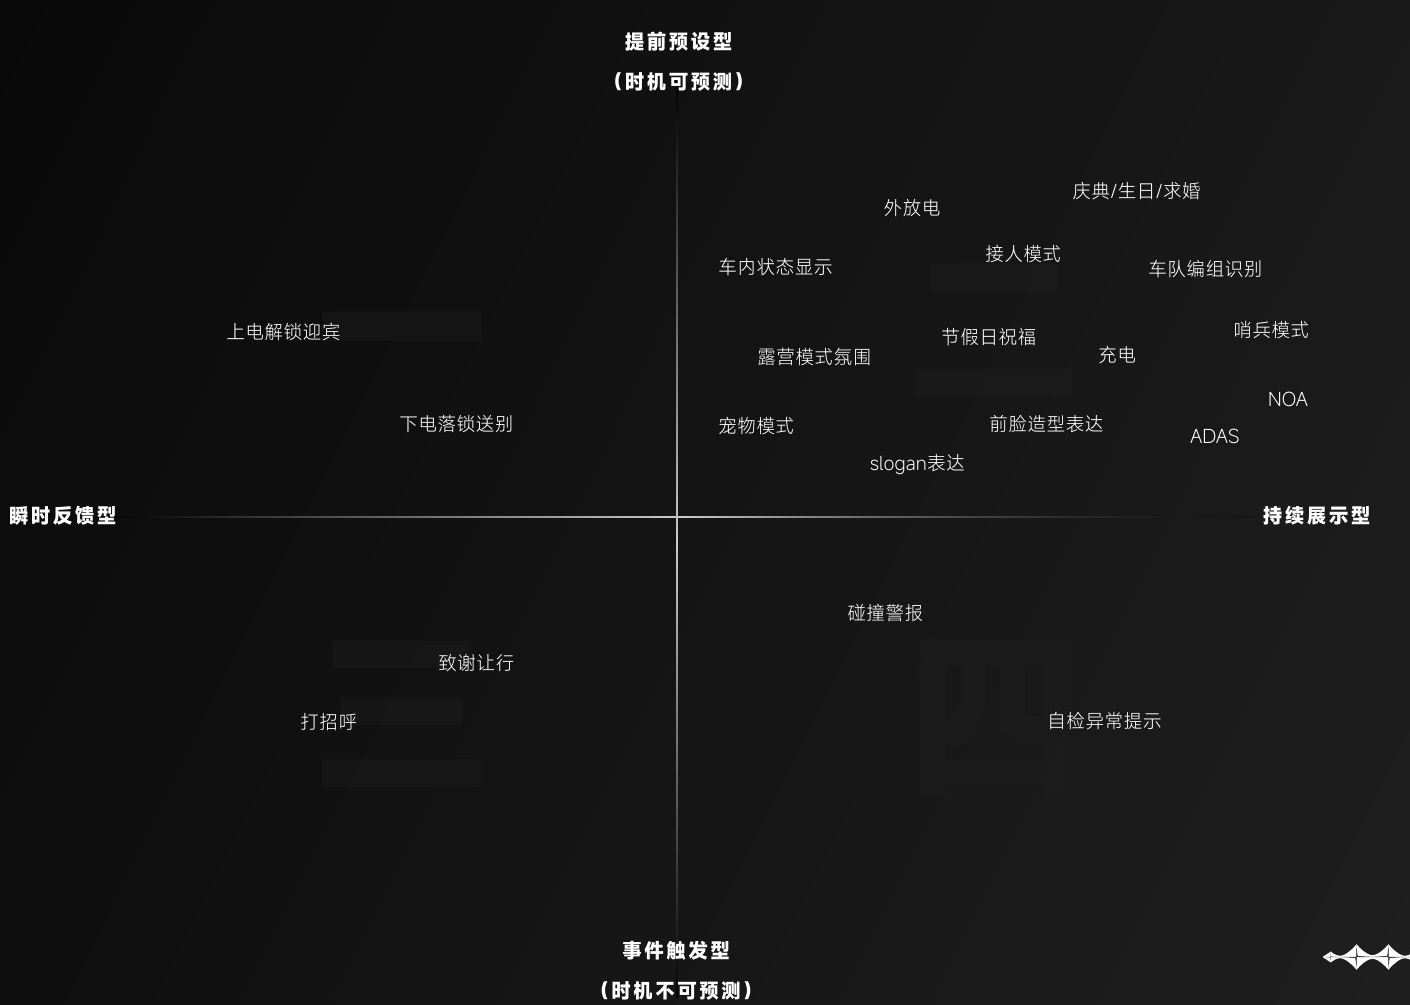 提前预设型
（时机可预测）
庆典/生日/求婚
外放电
接人模式
车内状态显示
车队编组识别
上电解锁迎宾
哨兵模式
节假日祝福
露营模式氛围
充电
NOA
下电落锁送别
宠物模式
前脸造型表达
ADAS
slogan表达
瞬时反馈型
持续展示型
碰撞警报
致谢让行
打招呼
自检异常提示
一
二
三
四
事件触发型
（时机不可预测）